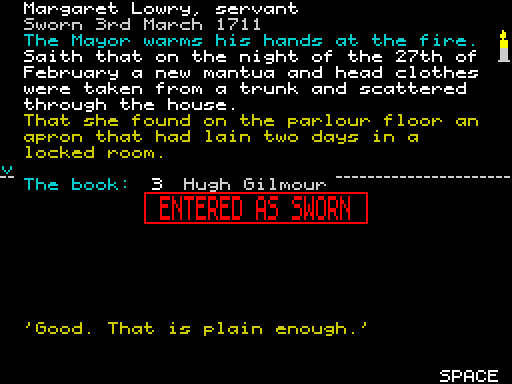 Margaret Lowry, servant
Sworn 3rd March 1711
The Mayor warms his hands at the fire.
Saith that on the night of the 27th of
February a new mantua and head clothes
were taken from a trunk and scattered
through the house.
That she found on the parlour floor an
apron that had lain two days in a
locked room.
v
The book: 3 Hugh Gilmour
ENTERED AS SWORN
'Good. That is plain enough.'
SPACE